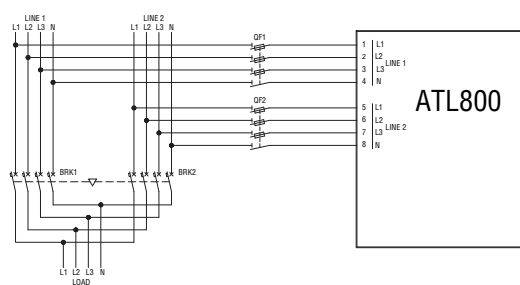 LINE 1
L1 L2 L3 N
LINE 2
L1 L2 L3 N
QF1
1 L1
2 L2
3 L3
4 N
LINE 1
QF2
5 L1
6 L2
7 L3
8 N
LINE 2
ATL800
BRK1
BRK2
L1 L2 L3 N
LOAD